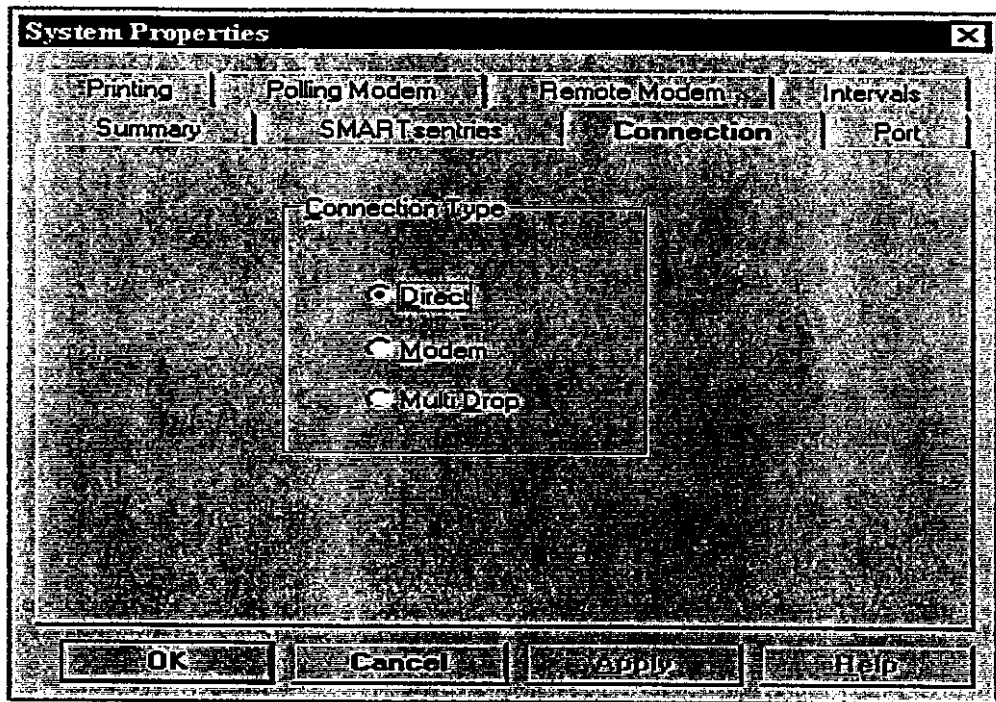 System Properties
Printing Polling Modem Remote Modem Intervals
Summary SMARTsentries Connection Port
Connection Type
Direct
Modem
Multi Drop
OK Cancel Apply Help